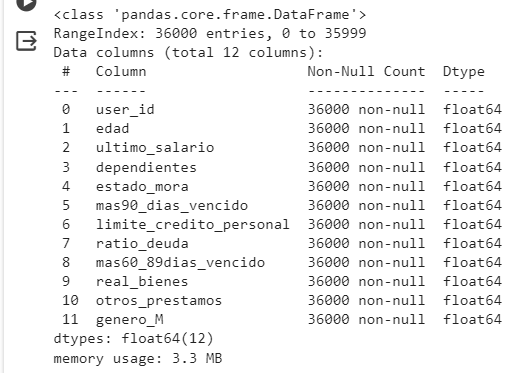 <class 'pandas.core.frame.DataFrame'>
RangeIndex: 36000 entries, 0 to 35999
Data columns (total 12 columns):
 #   Column                   Non-Null Count  Dtype
---  ------                   --------------  -----
 0   user_id                  36000 non-null  float64
 1   edad                     36000 non-null  float64
 2   ultimo_salario           36000 non-null  float64
 3   dependientes             36000 non-null  float64
 4   estado_mora              36000 non-null  float64
 5   mas90_dias_vencido       36000 non-null  float64
 6   limite_credito_personal  36000 non-null  float64
 7   ratio_deuda              36000 non-null  float64
 8   mas60_89dias_vencido     36000 non-null  float64
 9   real_bienes              36000 non-null  float64
 10  otros_prestamos          36000 non-null  float64
 11  genero_M                 36000 non-null  float64
dtypes: float64(12)
memory usage: 3.3 MB